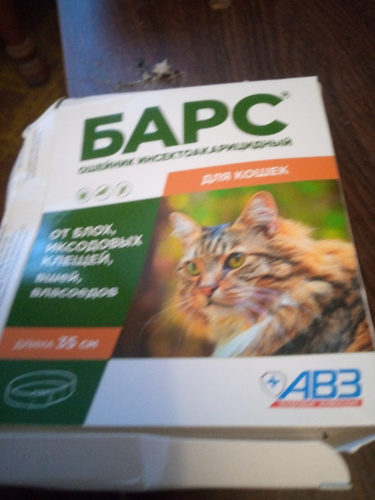 БАРС®
ОШЕЙНИК ИНСЕКТОАКАРИЦИДНЫЙ
ДЛЯ КОШЕК
ОТ БЛОХ,
ИКСОДОВЫХ
КЛЕЩЕЙ,
вшей,
власоедов
длина 35 см
АВЗ